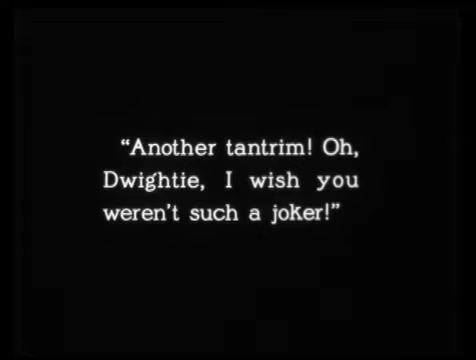 “Another tantrim! Oh,
Dwightie, I wish you
weren't such a joker!”